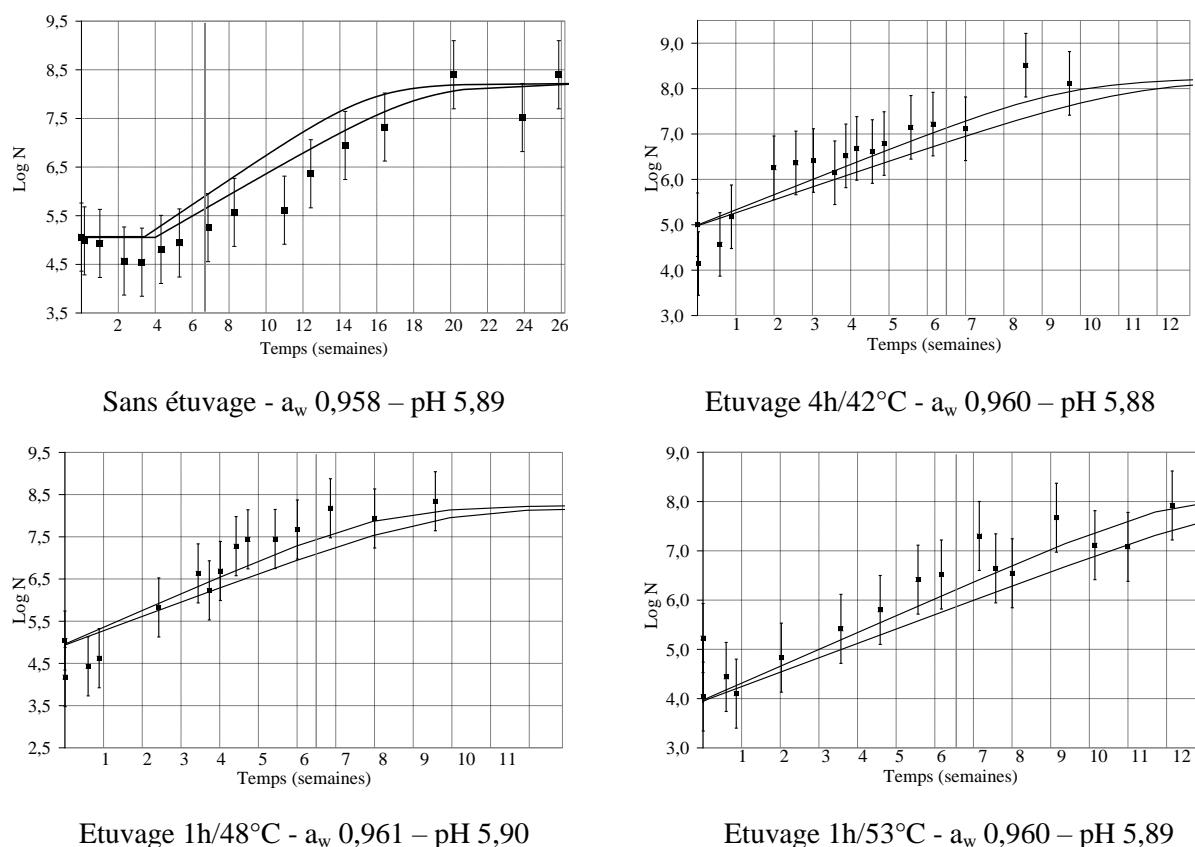 9,5
8,5
7,5
6,5
5,5
4,5
3,5
Log N
2 4 6 8 10 12 14 16 18 20 22 24 26
Temps (semaines)
Sans étuvage - aw 0,958 – pH 5,89
9,0
8,0
7,0
6,0
5,0
4,0
3,0
Log N
1 2 3 4 5 6 7 8 9 10 11 12
Temps (semaines)
Etuvage 4h/42°C - aw 0,960 – pH 5,88
9,5
8,5
7,5
6,5
5,5
4,5
3,5
2,5
Log N
1 2 3 4 5 6 7 8 9 10 11
Temps (semaines)
Etuvage 1h/48°C - aw 0,961 – pH 5,90
9,0
8,0
7,0
6,0
5,0
4,0
3,0
Log N
1 2 3 4 5 6 7 8 9 10 11 12
Temps (semaines)
Etuvage 1h/53°C - aw 0,960 – pH 5,89